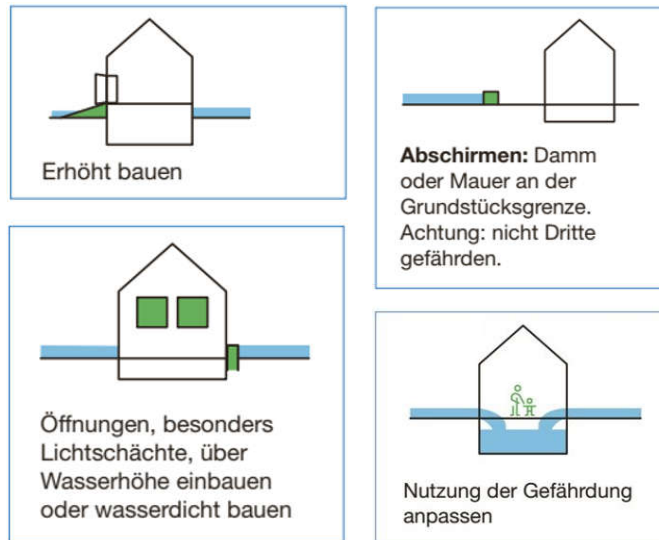 Erhöht bauen
Abschirmen: Damm
oder Mauer an der
Grundstücksgrenze.
Achtung: nicht Dritte
gefährden.
Öffnungen, besonders
Lichtschächte, über
Wasserhöhe einbauen
oder wasserdicht bauen
Nutzung der Gefährdung
anpassen